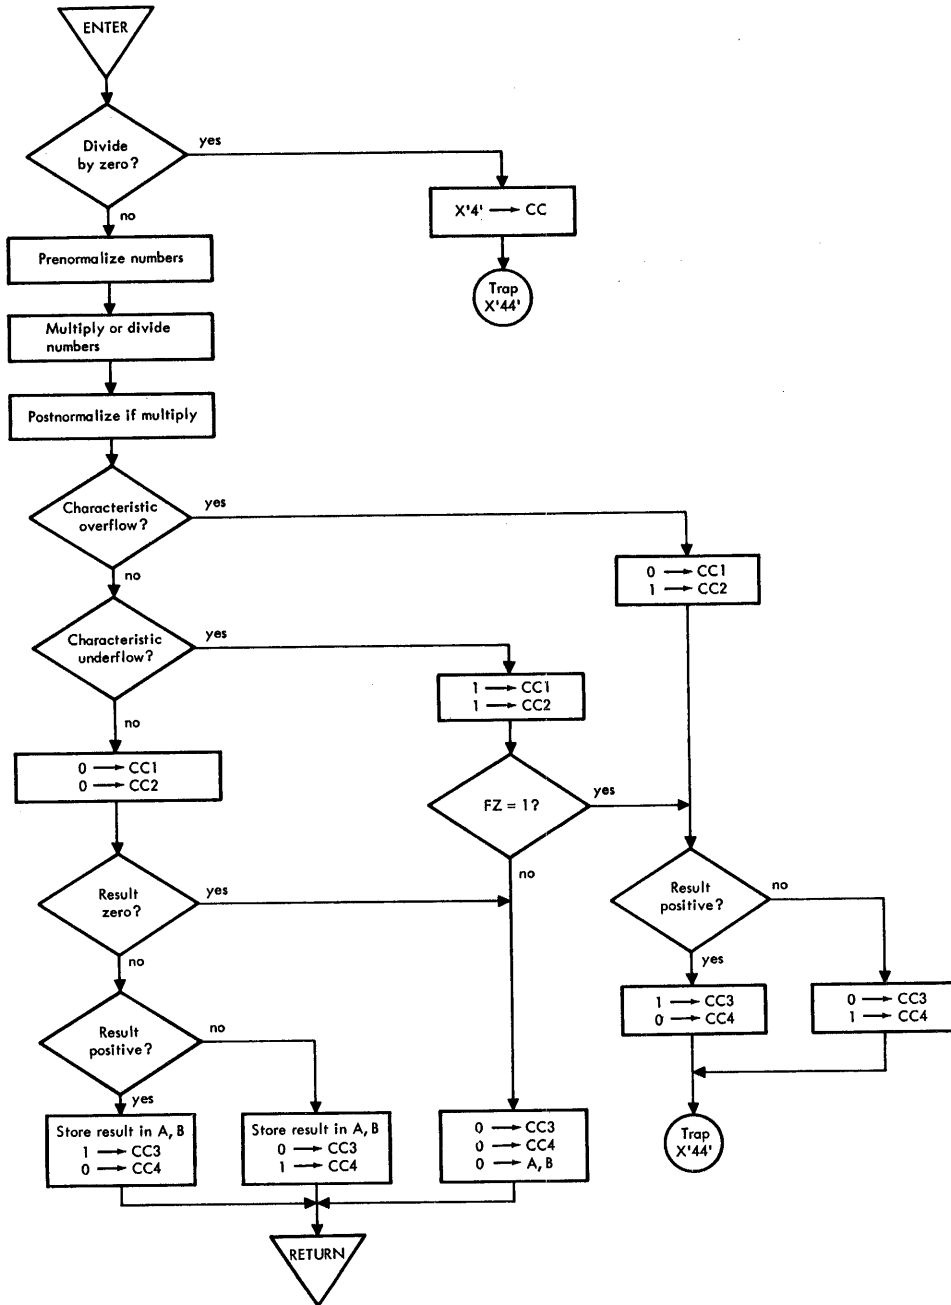 ENTER
Divide
by zero?
yes
no
X'4' → CC
Trap
X'44'
Prenormalize numbers
Multiply or divide
numbers
Postnormalize if multiply
Characteristic
overflow?
yes
no
0 → CC1
1 → CC2
Characteristic
underflow?
yes
no
1 → CC1
1 → CC2
0 → CC1
0 → CC2
FZ = 1?
yes
no
Result
zero?
yes
no
Result
positive?
no
yes
1 → CC3
0 → CC4
0 → CC3
1 → CC4
Result
positive?
no
yes
Store result in A, B
1 → CC3
0 → CC4
Store result in A, B
0 → CC3
1 → CC4
0 → CC3
0 → CC4
0 → A, B
Trap
X'44'
RETURN